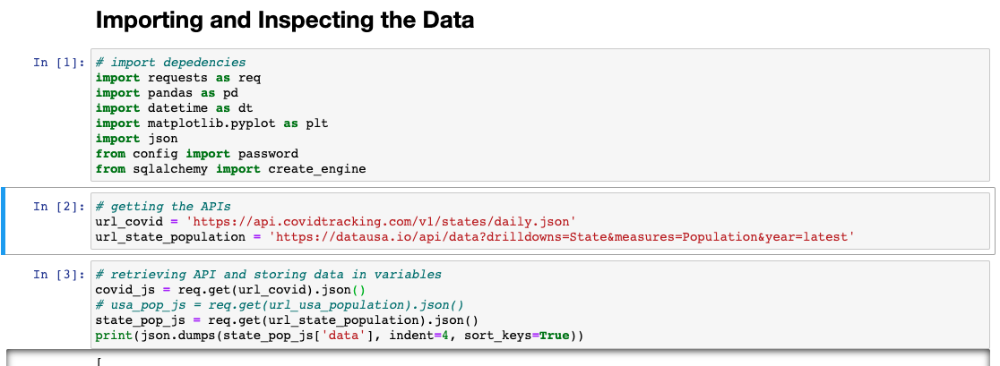 Importing and Inspecting the Data
In [1]: # import depedencies
import requests as req
import pandas as pd
import datetime as dt
import matplotlib.pyplot as plt
import json
from config import password
from sqlalchemy import create_engine
In [2]: # getting the APIs
url_covid = 'https://api.covidtracking.com/v1/states/daily.json'
url_state_population = 'https://datausa.io/api/data?drilldowns=State&measures=Population&year=latest'
In [3]: # retrieving API and storing data in variables
covid_js = req.get(url_covid).json()
# usa_pop_js = req.get(url_usa_population).json()
state_pop_js = req.get(url_state_population).json()
print(json.dumps(state_pop_js['data'], indent=4, sort_keys=True))
[